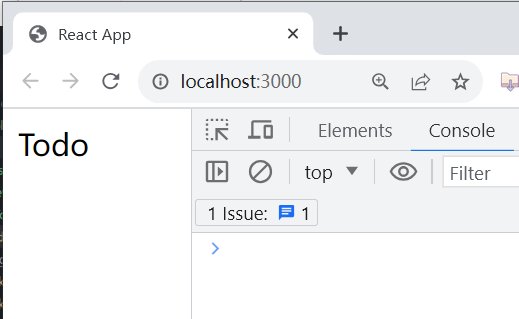 React App
localhost:3000
Todo
Elements
Console
top
Filter
1 Issue: 1